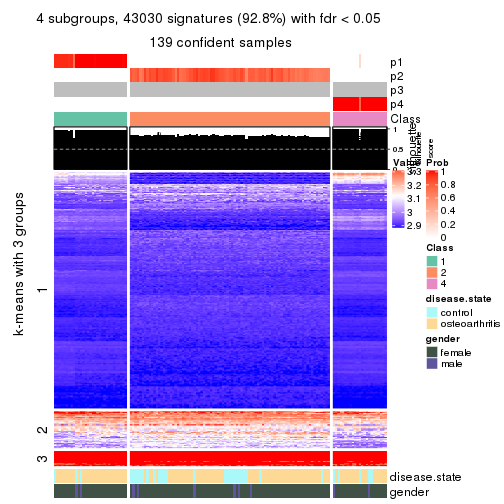 4 subgroups, 43030 signatures (92.8%) with fdr < 0.05
139 confident samples
p1
p2
p3
p4
Class
1
0.5
0
Silhouette
score
k-means with 3 groups
1
2
3
disease.state
gender
Value
3.3
3.2
3.1
3
2.9
Prob
1
0.8
0.6
0.4
0.2
0
Class
1
2
4
disease.state
control
osteoarthritis
gender
female
male